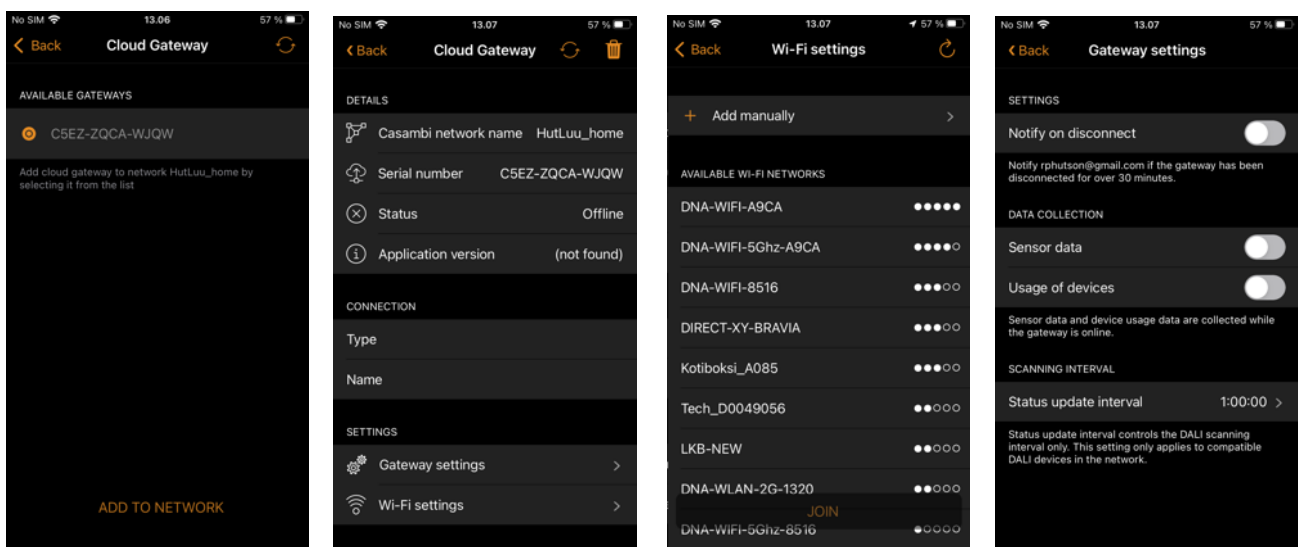 No SIM 13.06 57 %
Back Cloud Gateway
AVAILABLE GATEWAYS
C5EZ-ZQCA-WJQW
Add cloud gateway to network HutLuu_home by
selecting it from the list
ADD TO NETWORK
No SIM 13.07 57 %
Back Cloud Gateway
DETAILS
Casambi network name HutLuu_home
Serial number C5EZ-ZQCA-WJQW
Status Offline
Application version (not found)
CONNECTION
Type
Name
SETTINGS
Gateway settings
Wi-Fi settings
No SIM 13.07 57 %
Back Wi-Fi settings
+ Add manually
AVAILABLE WI-FI NETWORKS
DNA-WIFI-A9CA
DNA-WIFI-5Ghz-A9CA
DNA-WIFI-8516
DIRECT-XY-BRAVIA
Kotiboksi_A085
Tech_D0049056
LKB-NEW
DNA-WLAN-2G-1320
JOIN
DNA-WIFI-5Ghz-8516
No SIM 13.07 57 %
Back Gateway settings
SETTINGS
Notify on disconnect
Notify rphutson@gmail.com if the gateway has been
disconnected for over 30 minutes.
DATA COLLECTION
Sensor data
Usage of devices
Sensor data and device usage data are collected while
the gateway is online.
SCANNING INTERVAL
Status update interval 1:00:00
Status update interval controls the DALI scanning
interval only. This setting only applies to compatible
DALI devices in the network.